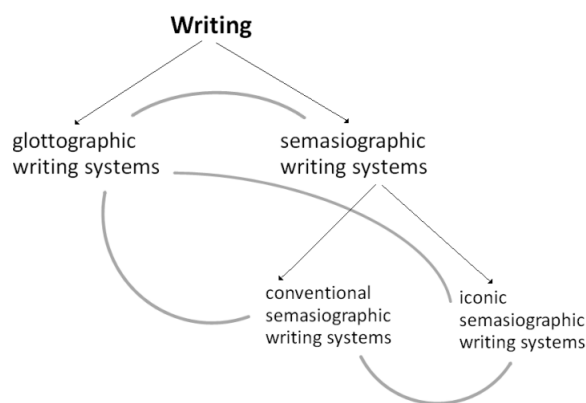 Writing
glottographic
writing systems
semasiographic
writing systems
conventional
semasiographic
writing systems
iconic
semasiographic
writing systems